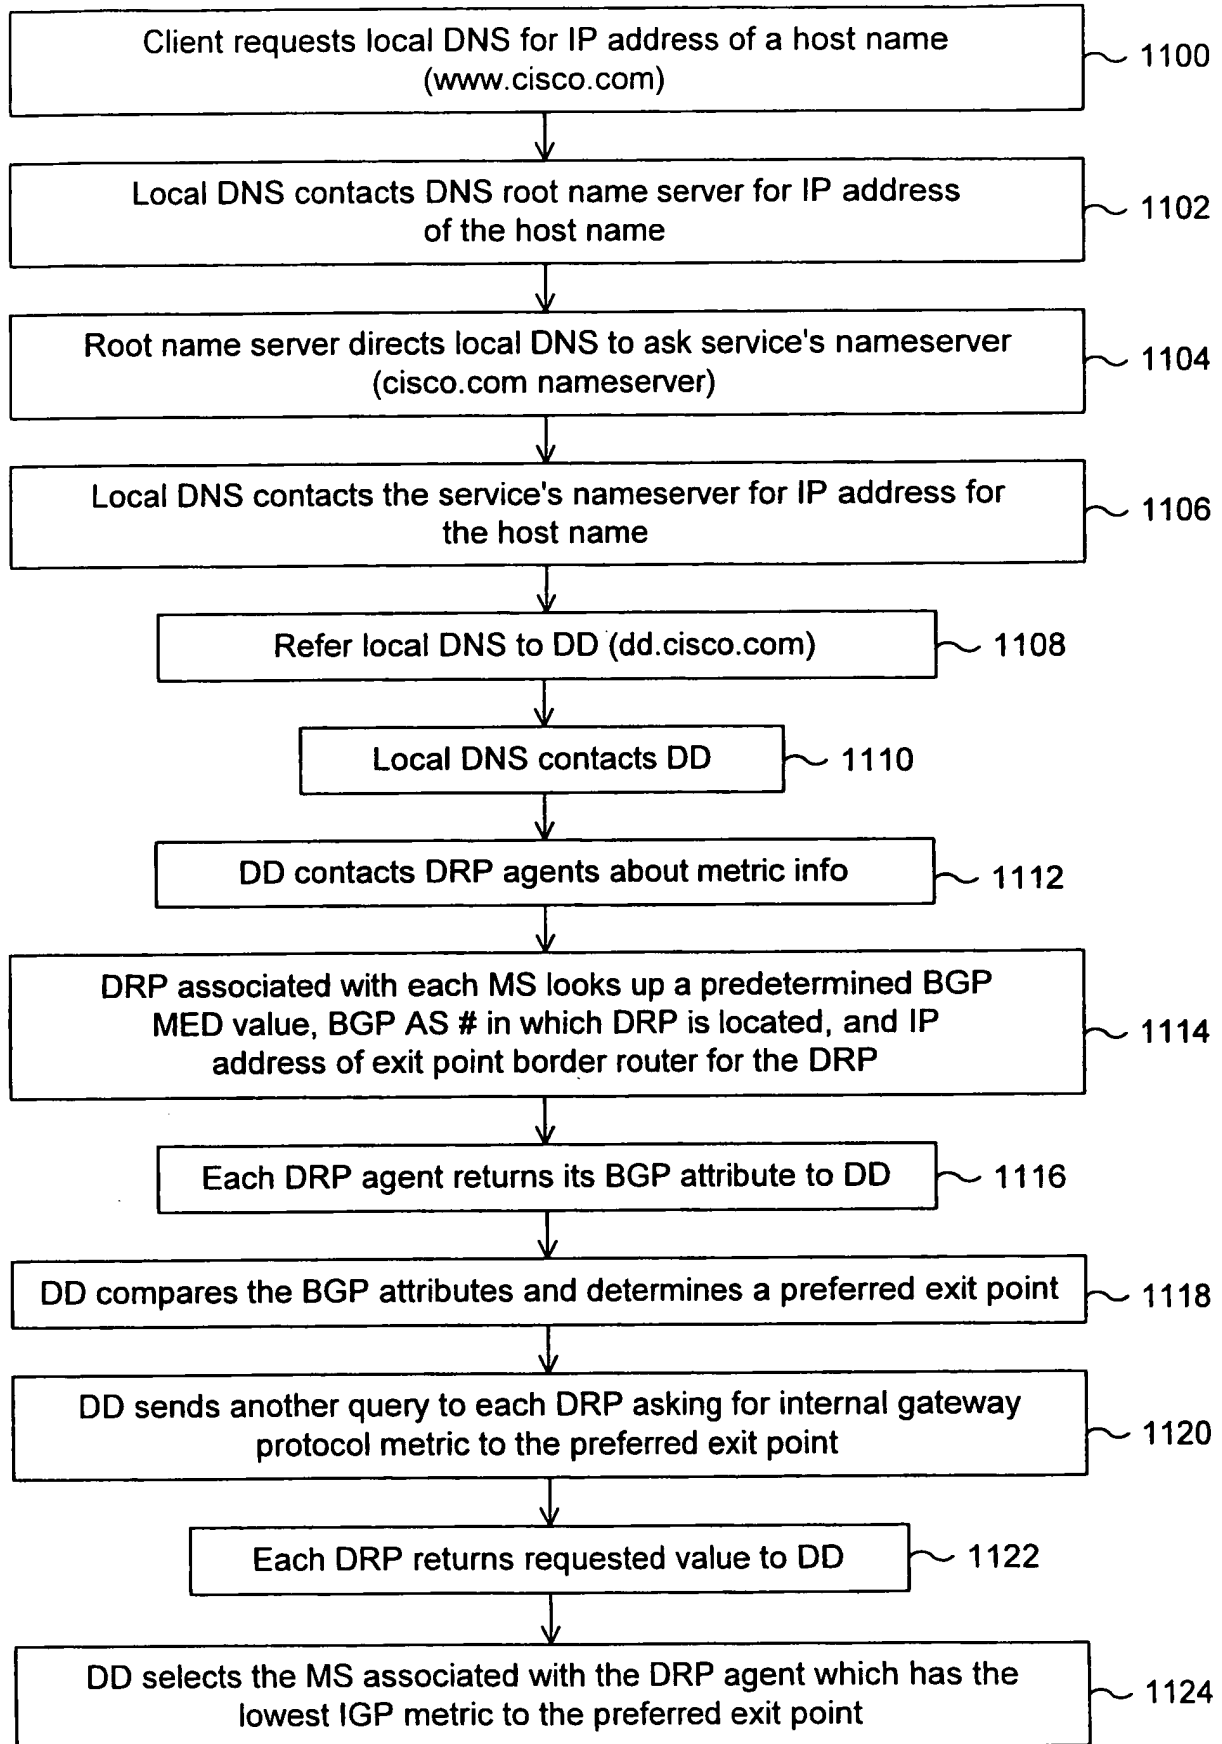 Client requests local DNS for IP address of a host name
(www.cisco.com)
1100
Local DNS contacts DNS root name server for IP address
of the host name
1102
Root name server directs local DNS to ask service's nameserver
(cisco.com nameserver)
1104
Local DNS contacts the service's nameserver for IP address for
the host name
1106
Refer local DNS to DD (dd.cisco.com)
1108
Local DNS contacts DD
1110
DD contacts DRP agents about metric info
1112
DRP associated with each MS looks up a predetermined BGP
MED value, BGP AS # in which DRP is located, and IP
address of exit point border router for the DRP
1114
Each DRP agent returns its BGP attribute to DD
1116
DD compares the BGP attributes and determines a preferred exit point
1118
DD sends another query to each DRP asking for internal gateway
protocol metric to the preferred exit point
1120
Each DRP returns requested value to DD
1122
DD selects the MS associated with the DRP agent which has the
lowest IGP metric to the preferred exit point
1124